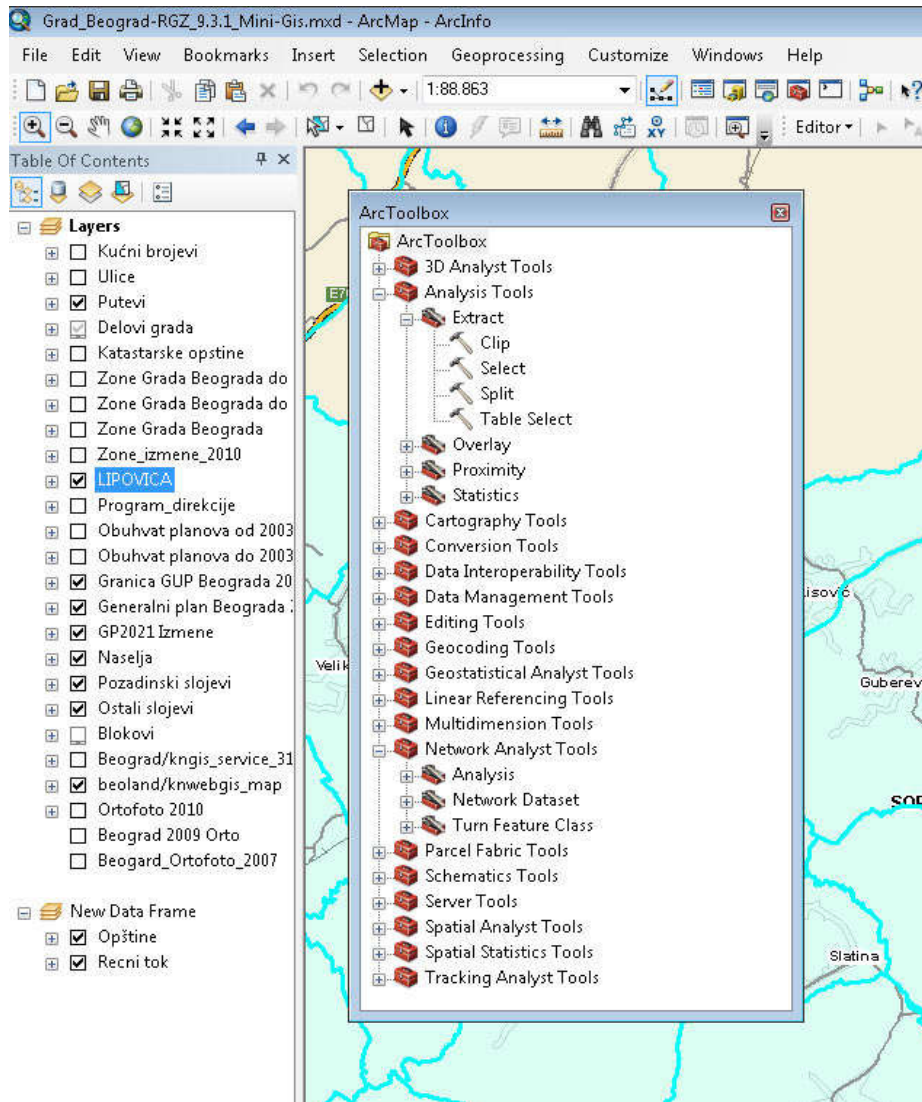 Grad_Beograd-RGZ_9.3.1_Mini-Gis.mxd - ArcMap - ArcInfo
File Edit View Bookmarks Insert Selection Geoprocessing Customize Windows Help
1:88.863
Editor
Table Of Contents
Layers
Kućni brojevi
Ulice
Putevi
Delovi grada
Katastarske opstine
Zone Grada Beograda do
Zone Grada Beograda do
Zone Grada Beograda
Zone_izmene_2010
LIPOVICA
Program_direkcije
Obuhvat planova od 2003
Obuhvat planova do 2003
Granica GUP Beograda 20
Generalni plan Beograda
GP2021 Izmene
Naselja
Pozadinski slojevi
Ostali slojevi
Blokovi
Beograd/kngis_service_31
beoland/knwebgis_map
Ortofoto 2010
Beograd 2009 Orto
Beogard_Ortofoto_2007
New Data Frame
Opštine
Recni tok
ArcToolbox
ArcToolbox
3D Analyst Tools
Analysis Tools
Extract
Clip
Select
Split
Table Select
Overlay
Proximity
Statistics
Cartography Tools
Conversion Tools
Data Interoperability Tools
Data Management Tools
Editing Tools
Geocoding Tools
Geostatistical Analyst Tools
Linear Referencing Tools
Multidimension Tools
Network Analyst Tools
Analysis
Network Dataset
Turn Feature Class
Parcel Fabric Tools
Schematics Tools
Server Tools
Spatial Analyst Tools
Spatial Statistics Tools
Tracking Analyst Tools
E7
Velik
isović
Guberev
SOP
Slatina